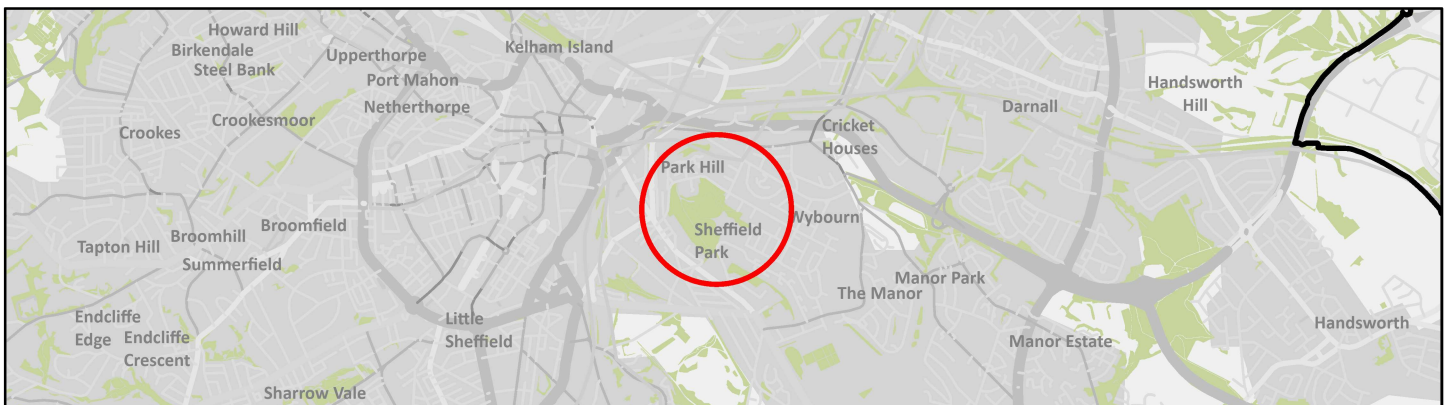 Howard Hill
Birkendale
Steel Bank
Upperthorpe
Port Mahon
Netherthorpe
Kelham Island
Crookes
Crookesmoor
Park Hill
Cricket
Houses
Darnall
Handsworth
Hill
Tapton Hill
Broomhill
Broomfield
Summerfield
Sheffield
Park
Wybourn
Manor Park
The Manor
Endcliffe
Edge
Endcliffe
Crescent
Little
Sheffield
Manor Estate
Handsworth
Sharrow Vale